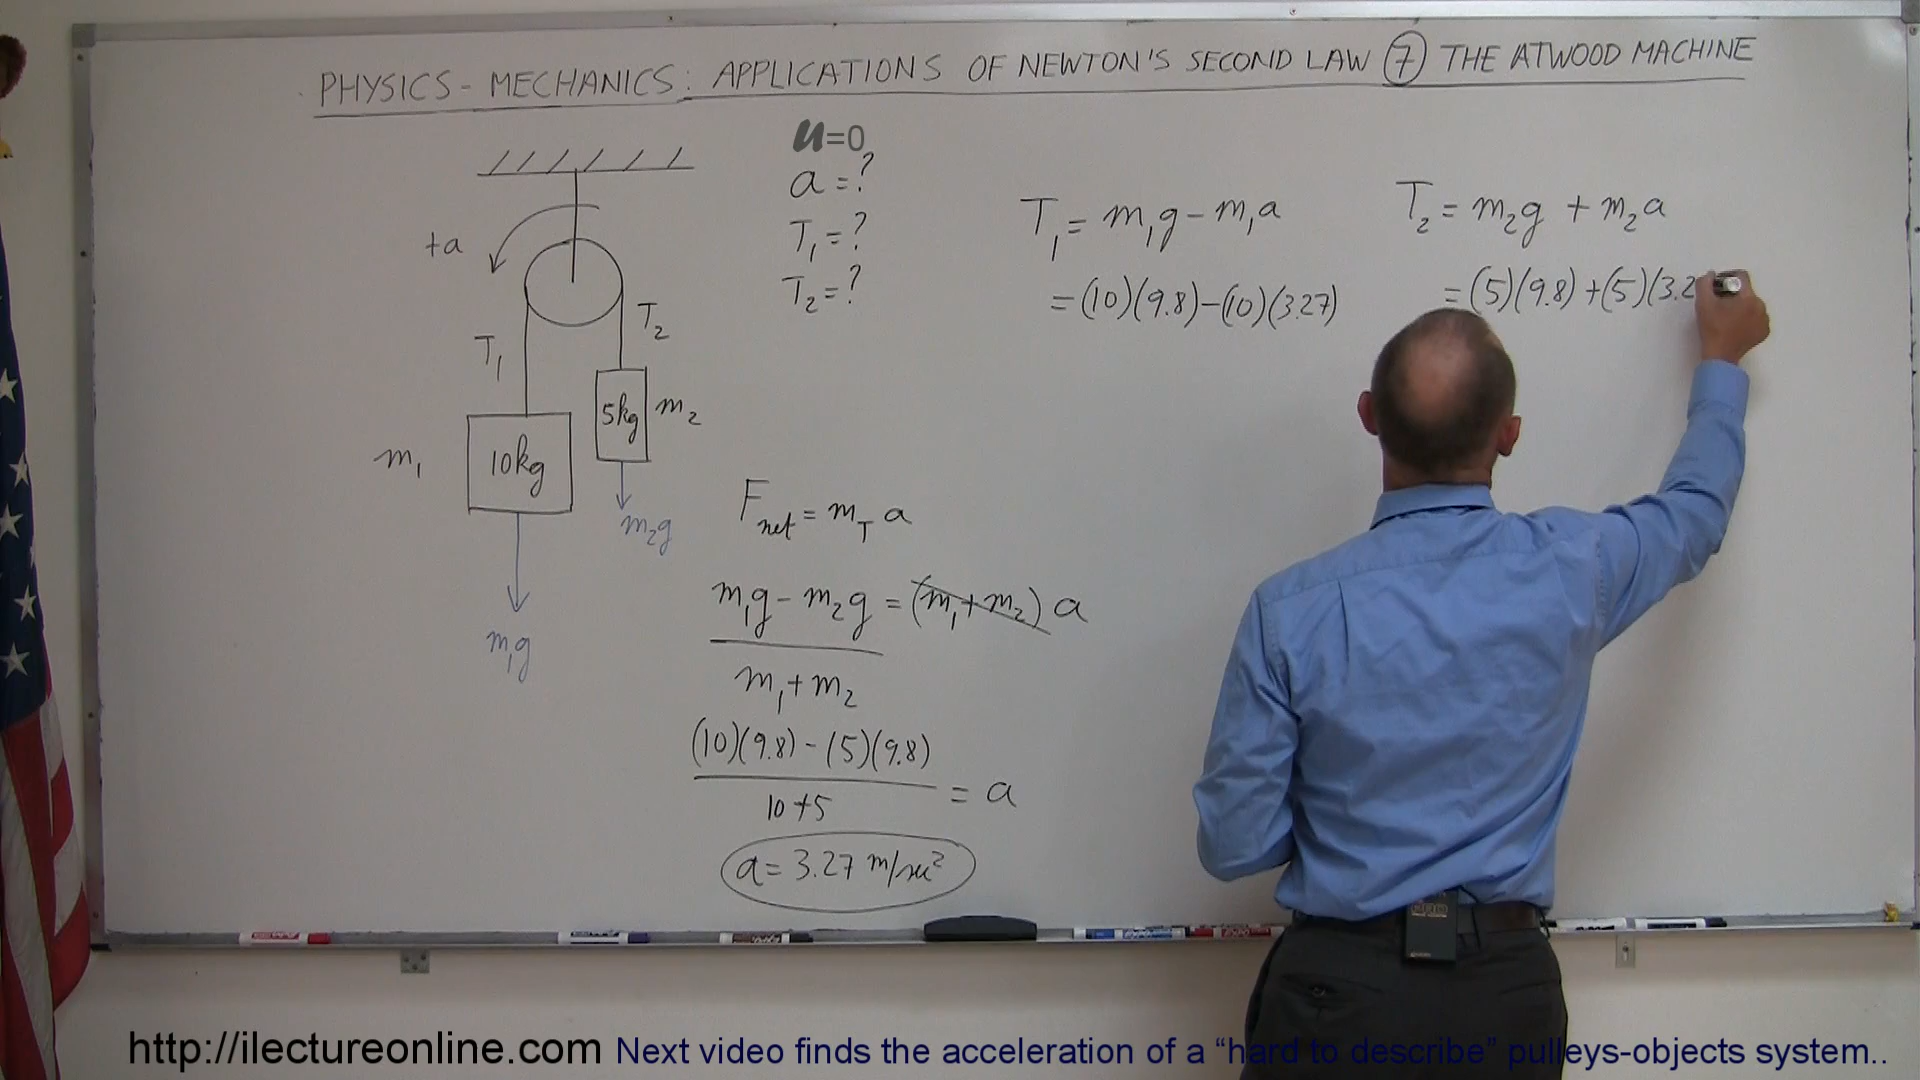 PHYSICS - MECHANICS: APPLICATIONS OF NEWTON'S SECOND LAW 7 THE ATWOOD MACHINE
u=0
a = ?
T₁ = ?
T₂ = ?
+a
T₁
T₂
m₁
10kg
5kg
m₂
m₂g
m₁g
F_net = m_T a
m₁g - m₂g = (m₁ + m₂) a
m₁ + m₂
(10)(9.8) - (5)(9.8)
10 + 5
= a
a = 3.27 m/sec²
T₁ = m₁g - m₁a
= (10)(9.8) - (10)(3.27)
T₂ = m₂g + m₂a
= (5)(9.8) + (5)(3.2
http://ilectureonline.com Next video finds the acceleration of a “hard to describe” pulleys-objects system..